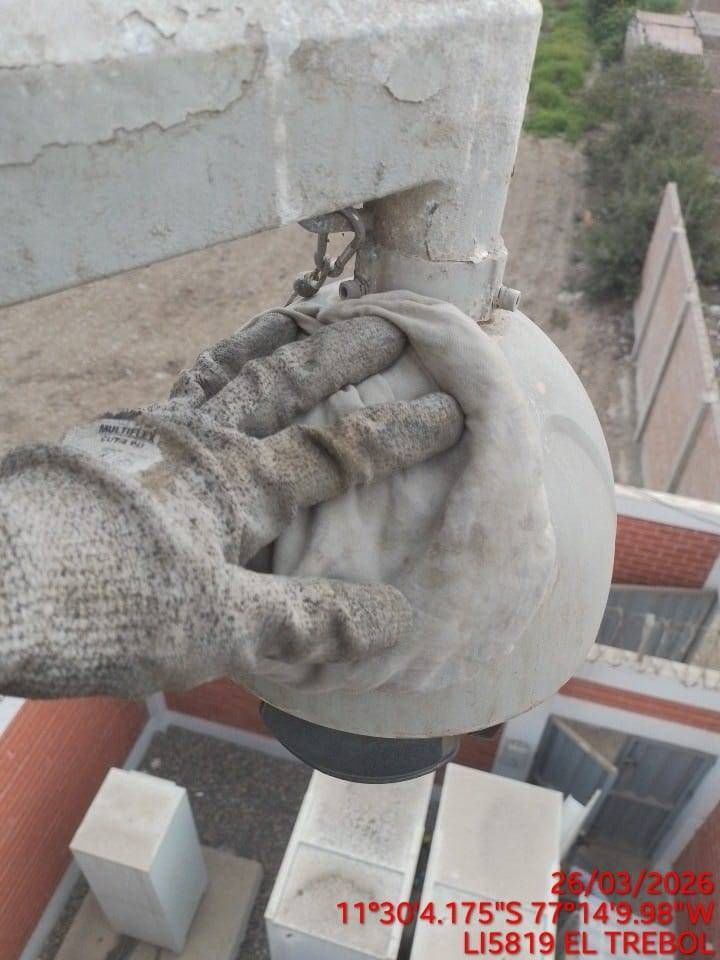 MULTIFLEX
26/03/2026
11°30'4.175"S 77°14'9.98"W
LI5819 EL TREBOL